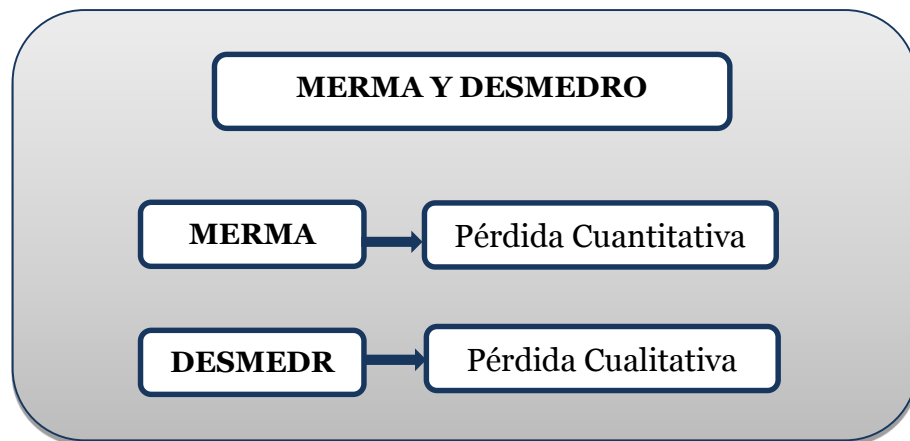 MERMA Y DESMEDRO
MERMA
Pérdida Cuantitativa
DESMEDR
Pérdida Cualitativa